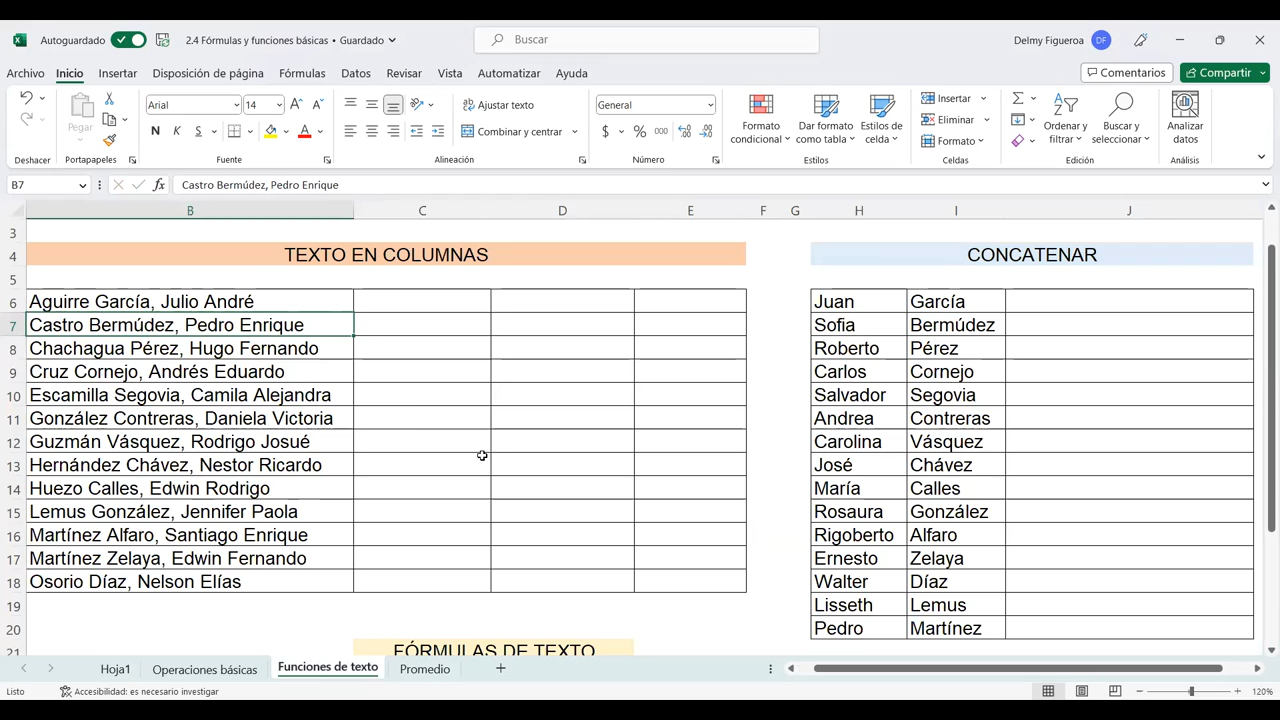 Autoguardado 2.4 Fórmulas y funciones básicas • Guardado Buscar Delmy Figueroa DF
Archivo Inicio Insertar Disposición de página Fórmulas Datos Revisar Vista Automatizar Ayuda Comentarios Compartir
Pegar Arial 14 Ajustar texto General Formato condicional Dar formato como tabla Estilos de celda Insertar Ordenar y filtrar Buscar y seleccionar Analizar datos
N K S Combinar y centrar $ % 000 Eliminar
Formato
Deshacer Portapapeles Fuente Alineación Número Estilos Celdas Edición Análisis
B7 fx Castro Bermúdez, Pedro Enrique
B C D E F G H I J
3
4 TEXTO EN COLUMNAS CONCATENAR
5
6 Aguirre García, Julio André Juan García
7 Castro Bermúdez, Pedro Enrique Sofia Bermúdez
8 Chachagua Pérez, Hugo Fernando Roberto Pérez
9 Cruz Cornejo, Andrés Eduardo Carlos Cornejo
10 Escamilla Segovia, Camila Alejandra Salvador Segovia
11 González Contreras, Daniela Victoria Andrea Contreras
12 Guzmán Vásquez, Rodrigo Josué Carolina Vásquez
13 Hernández Chávez, Nestor Ricardo José Chávez
14 Huezo Calles, Edwin Rodrigo María Calles
15 Lemus González, Jennifer Paola Rosaura González
16 Martínez Alfaro, Santiago Enrique Rigoberto Alfaro
17 Martínez Zelaya, Edwin Fernando Ernesto Zelaya
18 Osorio Díaz, Nelson Elías Walter Díaz
19 Lisseth Lemus
20 Pedro Martínez
21 FÓRMULAS DE TEXTO
Hoja1 Operaciones básicas Funciones de texto Promedio
Listo Accesibilidad: es necesario investigar 120%